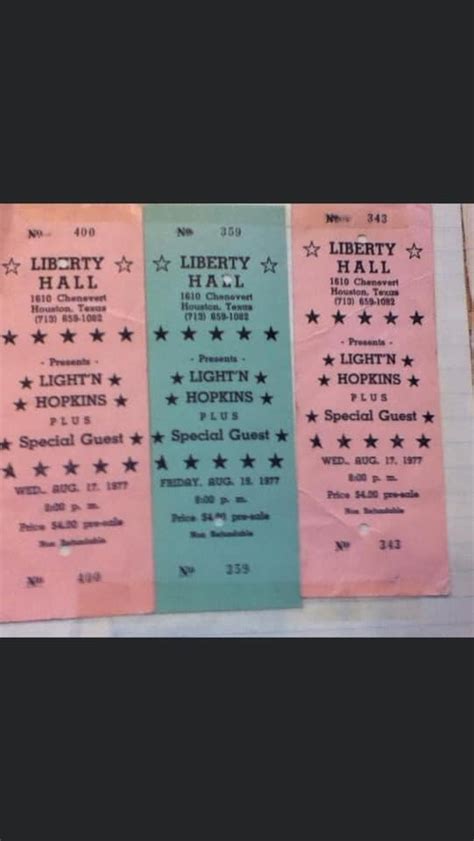 No 400
LIBERTY
HALL
1610 Chenevert
Houston, Texas
(713) 659-1082
- Presents -
LIGHT'N
HOPKINS
PLUS
Special Guest
WED., AUG. 17, 1977
8:00 p. m.
Price $4.00 pre-sale
Non Refundable
No 400
No 359
LIBERTY
HALL
1610 Chenevert
Houston, Texas
(713) 659-1082
- Presents -
LIGHT'N
HOPKINS
PLUS
Special Guest
FRIDAY, AUG. 19, 1977
8:00 p. m.
Price $4.00 pre-sale
Non Refundable
No 359
No 343
LIBERTY
HALL
1610 Chenevert
Houston, Texas
(713) 659-1082
- Presents -
LIGHT'N
HOPKINS
PLUS
Special Guest
WED., AUG. 17, 1977
8:00 p. m.
Price $4.00 pre-sale
Non Refundable
No 343